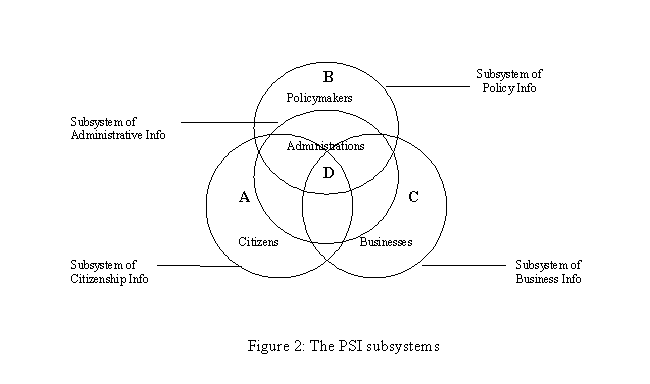 B
Policymakers
Subsystem of
Policy Info
Subsystem of
Administrative Info
Administrations
D
A
C
Citizens
Businesses
Subsystem of
Citizenship Info
Subsystem of
Business Info
Figure 2: The PSI subsystems